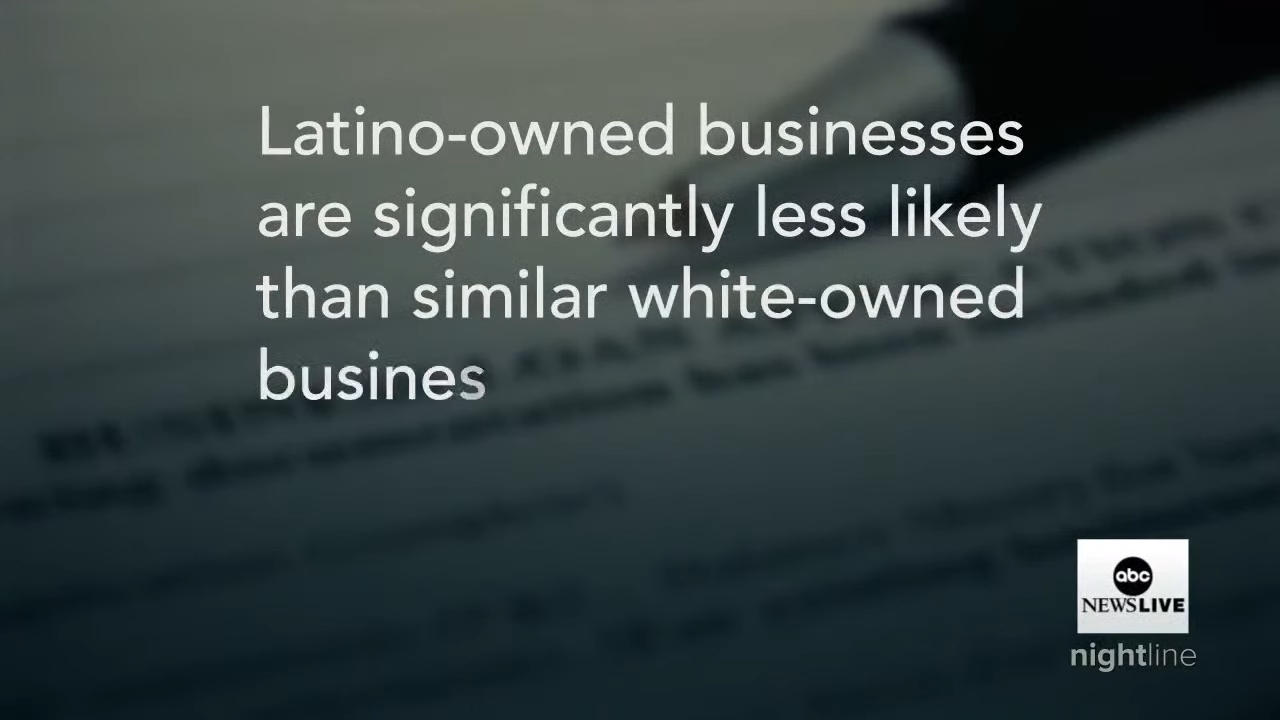 Latino-owned businesses
are significantly less likely
than similar white-owned
busines
abc
NEWSLIVE
nightline